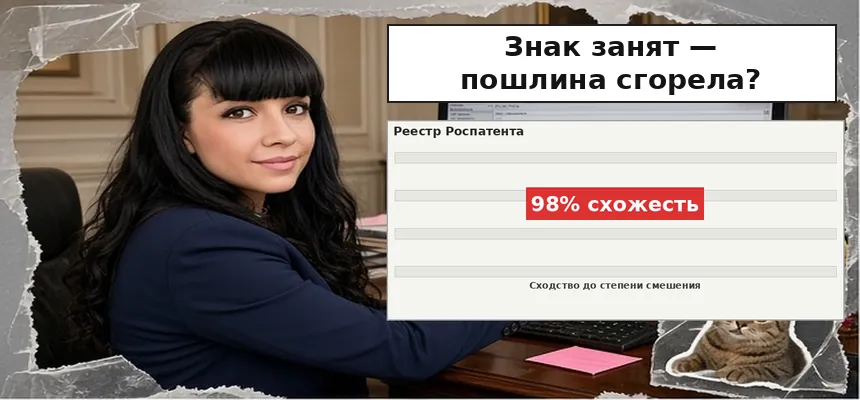 Знак занят —
пошлина сгорела?
Реестр Роспатента
98% схожесть
Сходство до степени смешения